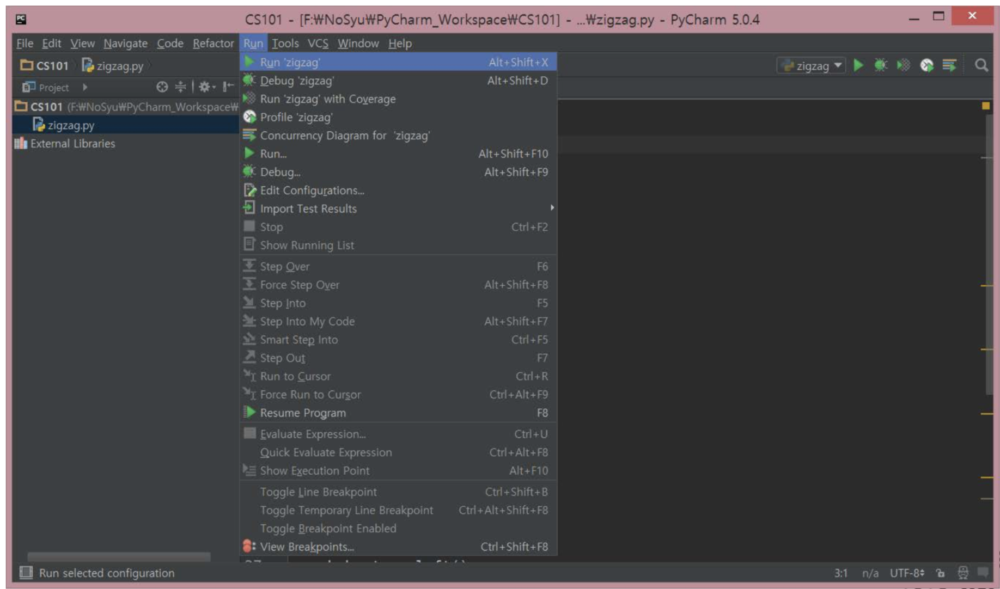 PC
CS101 - [F:₩NoSyu₩PyCharm_Workspace₩CS101] - ...₩zigzag.py - PyCharm 5.0.4
File Edit View Navigate Code Refactor Run Tools VCS Window Help
CS101 zigzag.py
zigzag
Project
CS101 (F:₩NoSyu₩PyCharm_Workspace₩
zigzag.py
External Libraries
Run 'zigzag' Alt+Shift+X
Debug 'zigzag' Alt+Shift+D
Run 'zigzag' with Coverage
Profile 'zigzag'
Concurrency Diagram for 'zigzag'
Run... Alt+Shift+F10
Debug... Alt+Shift+F9
Edit Configurations...
Import Test Results
Stop Ctrl+F2
Show Running List
Step Over F6
Force Step Over Alt+Shift+F8
Step Into F5
Step Into My Code Alt+Shift+F7
Smart Step Into Ctrl+F5
Step Out F7
Run to Cursor Ctrl+R
Force Run to Cursor Ctrl+Alt+F9
Resume Program F8
Evaluate Expression... Ctrl+U
Quick Evaluate Expression Ctrl+Alt+F8
Show Execution Point Alt+F10
Toggle Line Breakpoint Ctrl+Shift+B
Toggle Temporary Line Breakpoint Ctrl+Alt+Shift+F8
Toggle Breakpoint Enabled
View Breakpoints... Ctrl+Shift+F8
Run selected configuration 3:1 n/a UTF-8